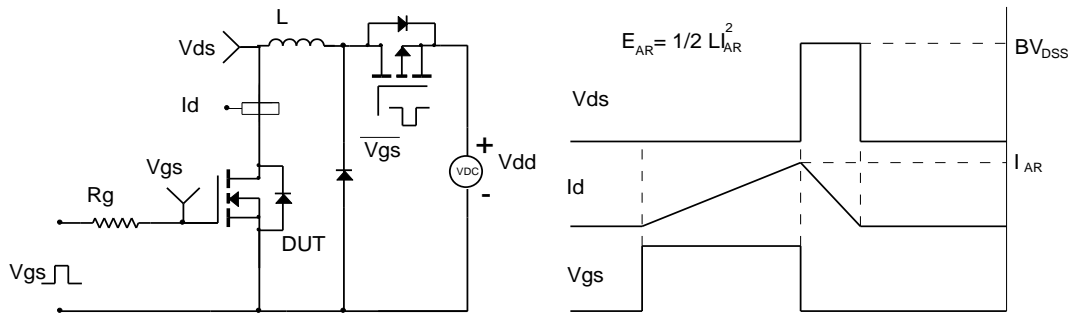 L
Vds
Id
Vgs
Vgs
Rg
DUT
Vgs
+
VDC
-
Vdd
E_AR = 1/2 LI_AR^2
BV_DSS
Vds
I_AR
Id
Vgs